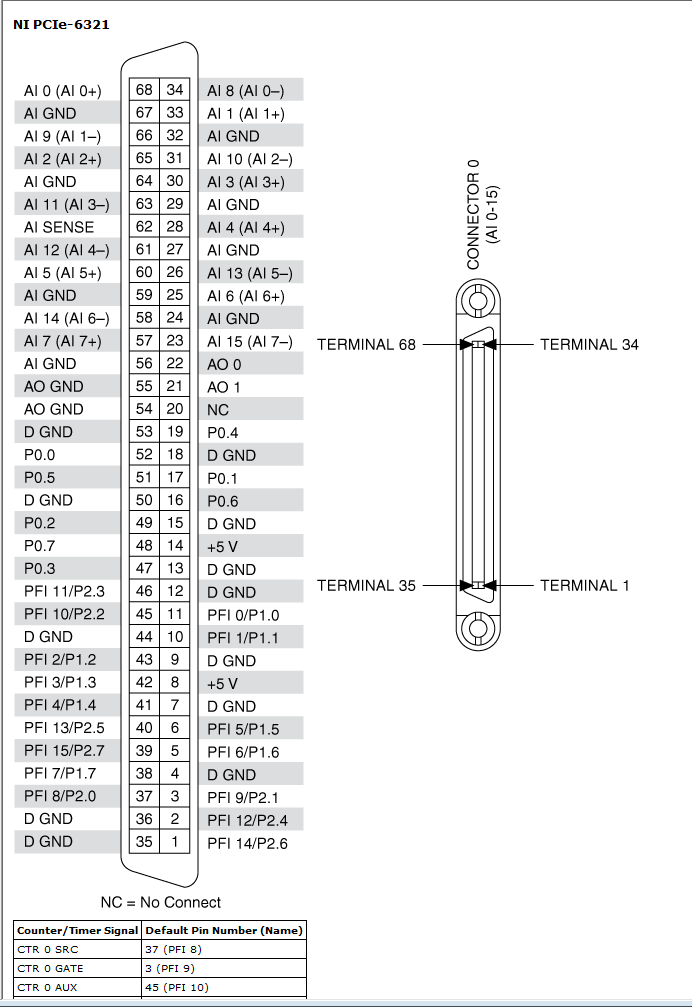 NI PCIe-6321
AI 0 (AI 0+) 68 34 AI 8 (AI 0–)
AI GND 67 33 AI 1 (AI 1+)
AI 9 (AI 1–) 66 32 AI GND
AI 2 (AI 2+) 65 31 AI 10 (AI 2–)
AI GND 64 30 AI 3 (AI 3+)
AI 11 (AI 3–) 63 29 AI GND
AI SENSE 62 28 AI 4 (AI 4+)
AI 12 (AI 4–) 61 27 AI GND
AI 5 (AI 5+) 60 26 AI 13 (AI 5–)
AI GND 59 25 AI 6 (AI 6+)
AI 14 (AI 6–) 58 24 AI GND
AI 7 (AI 7+) 57 23 AI 15 (AI 7–)
AI GND 56 22 AO 0
AO GND 55 21 AO 1
AO GND 54 20 NC
D GND 53 19 P0.4
P0.0 52 18 D GND
P0.5 51 17 P0.1
D GND 50 16 P0.6
P0.2 49 15 D GND
P0.7 48 14 +5 V
P0.3 47 13 D GND
PFI 11/P2.3 46 12 D GND
PFI 10/P2.2 45 11 PFI 0/P1.0
D GND 44 10 PFI 1/P1.1
PFI 2/P1.2 43 9 D GND
PFI 3/P1.3 42 8 +5 V
PFI 4/P1.4 41 7 D GND
PFI 13/P2.5 40 6 PFI 5/P1.5
PFI 15/P2.7 39 5 PFI 6/P1.6
PFI 7/P1.7 38 4 D GND
PFI 8/P2.0 37 3 PFI 9/P2.1
D GND 36 2 PFI 12/P2.4
D GND 35 1 PFI 14/P2.6
NC = No Connect
CONNECTOR 0
(AI 0-15)
TERMINAL 68 TERMINAL 34
TERMINAL 35 TERMINAL 1
Counter/Timer Signal Default Pin Number (Name)
CTR 0 SRC 37 (PFI 8)
CTR 0 GATE 3 (PFI 9)
CTR 0 AUX 45 (PFI 10)